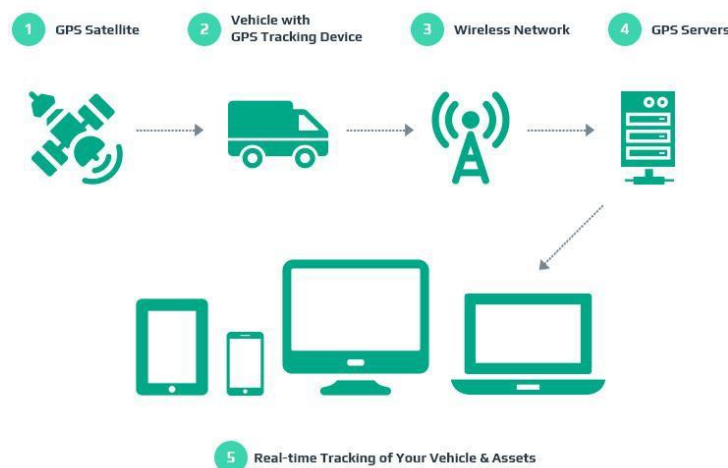 1 GPS Satellite
2 Vehicle with
GPS Tracking Device
3 Wireless Network
4 GPS Servers
5 Real-time Tracking of Your Vehicle & Assets